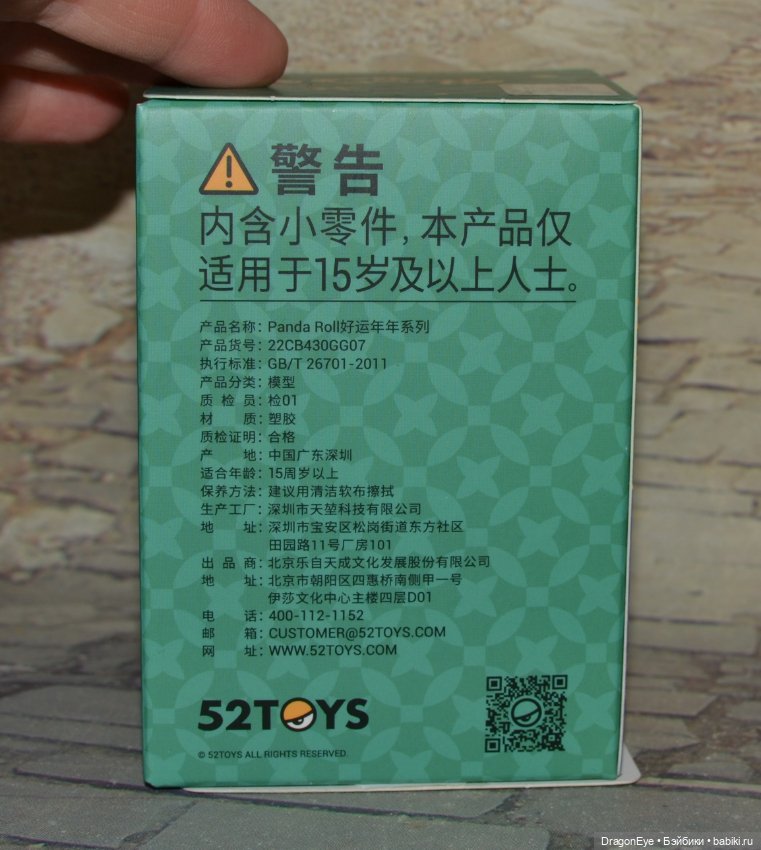 警告
内含小零件，本产品仅
适用于15岁及以上人士。
产品名称：Panda Roll好运年年系列
产品货号：22CB430GG07
执行标准：GB/T 26701-2011
产品分类：模型
质检员：检01
材质：塑胶
质检证明：合格
产地：中国广东深圳
适合年龄：15周岁以上
保养方法：建议用清洁软布擦拭
生产工厂：深圳市天堃科技有限公司
地址：深圳市宝安区松岗街道东方社区
田园路11号厂房101
出品商：北京乐自天成文化发展股份有限公司
地址：北京市朝阳区四惠桥南侧甲一号
伊莎文化中心主楼四层D01
电话：400-112-1152
邮箱：CUSTOMER@52TOYS.COM
网址：WWW.52TOYS.COM
52TOYS
© 52TOYS ALL RIGHTS RESERVED.
DragonEye • Бэйбики • babiki.ru